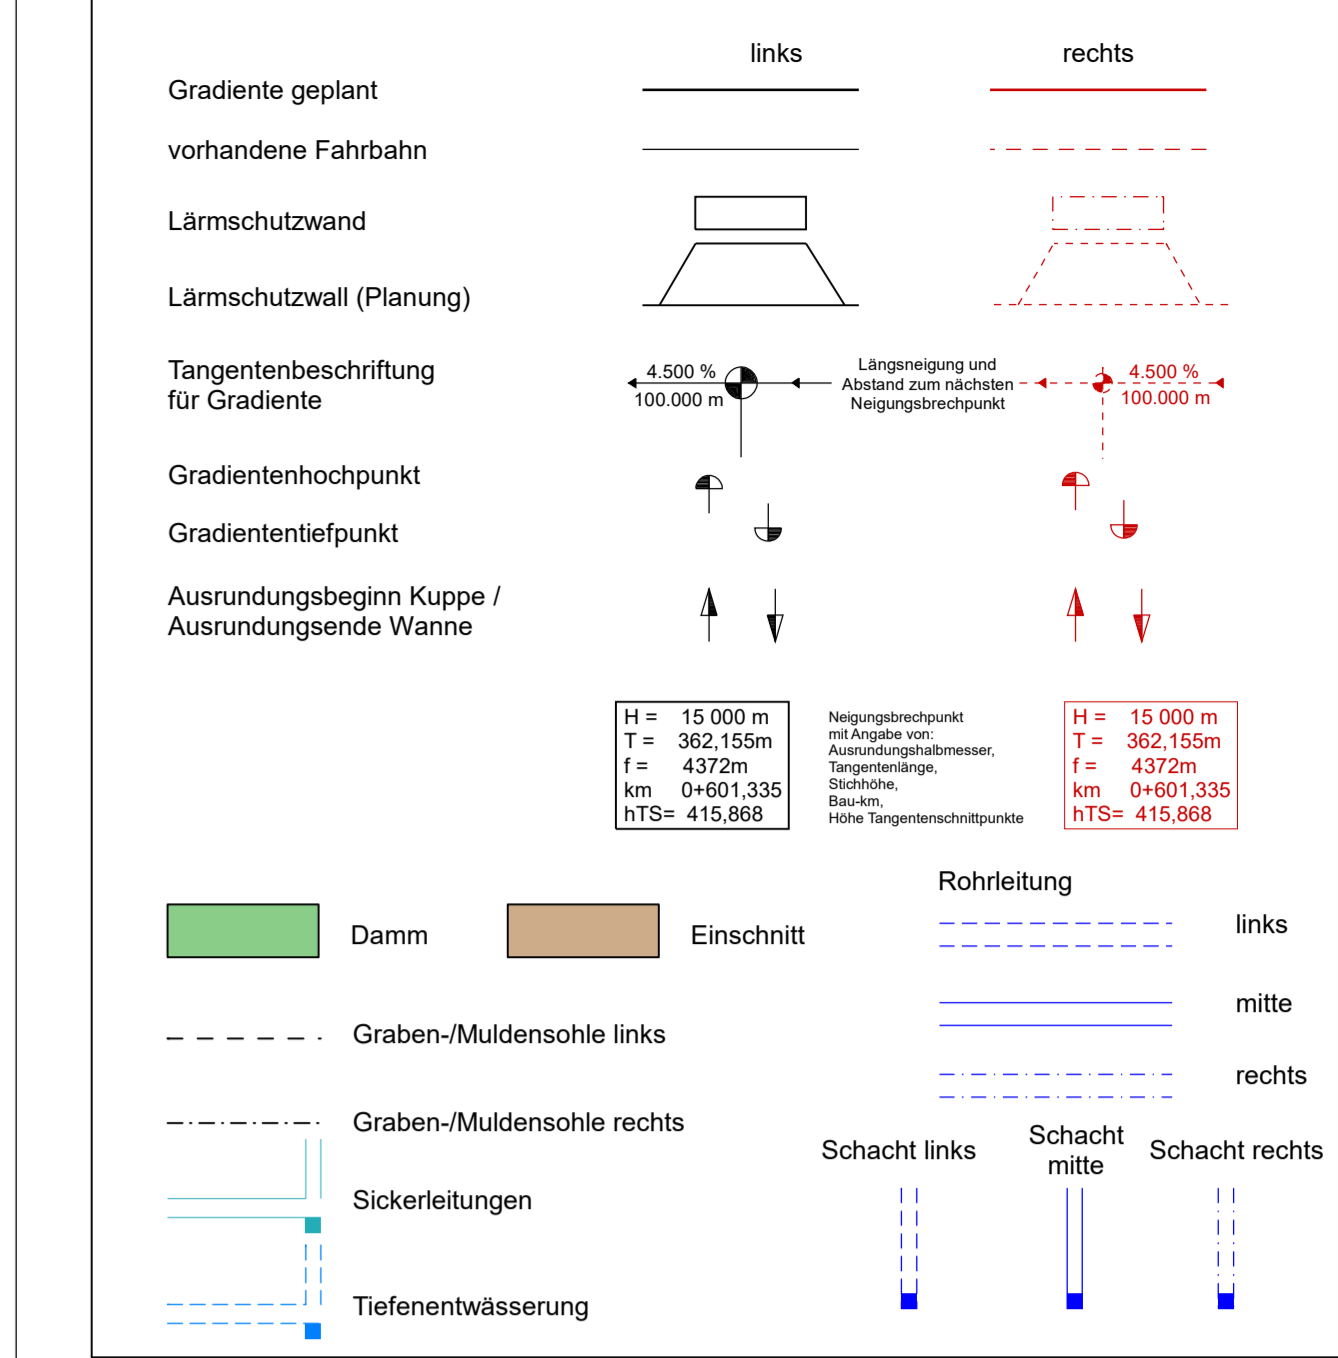 links
rechts
Gradiente geplant
vorhandene Fahrbahn
Lärmschutzwand
Lärmschutzwall (Planung)
Tangentenbeschriftung
für Gradiente
4.500 %
100.000 m
Längsneigung und
Abstand zum nächsten
Neigungsbrechpunkt
4.500 %
100.000 m
Gradientenhochpunkt
Gradiententiefpunkt
Ausrundungsbeginn Kuppe /
Ausrundungsende Wanne
H = 15 000 m
T = 362,155m
f = 4372m
km 0+601,335
hTS= 415,868
Neigungsbrechpunkt
mit Angabe von:
Ausrundungshalbmesser,
Tangentenlänge,
Stichhöhe,
Bau-km,
Höhe Tangentenschnittpunkte
H = 15 000 m
T = 362,155m
f = 4372m
km 0+601,335
hTS= 415,868
Damm
Einschnitt
Rohrleitung
links
mitte
rechts
Graben-/Muldensohle links
Graben-/Muldensohle rechts
Sickerleitungen
Tiefenentwässerung
Schacht links
Schacht
mitte
Schacht rechts